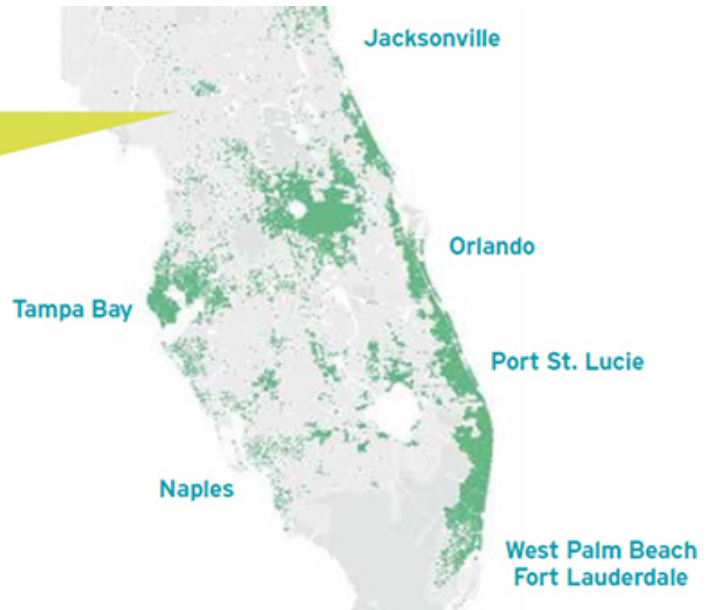 Jacksonville
Orlando
Tampa Bay
Port St. Lucie
Naples
West Palm Beach
Fort Lauderdale